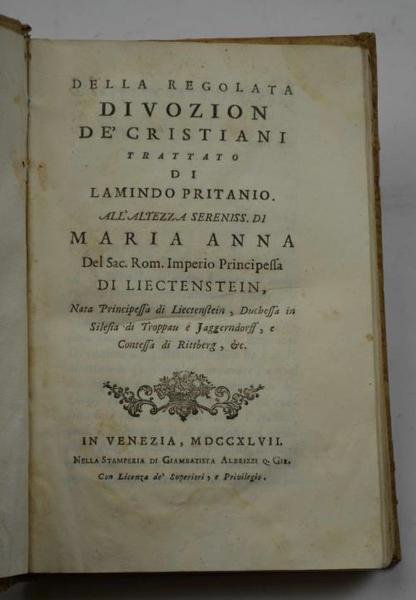 DELLA REGOLATA
DIVOZION
DE' CRISTIANI
TRATTATO
DI
LAMINDO PRITANIO.
ALL'ALTEZZA SERENISS. DI
MARIA ANNA
Del Sac. Rom. Imperio Principeſſa
DI LIECTENSTEIN,
Nata Principeſſa di Liectenſtein, Ducheſſa in
Sileſia di Troppau è Jaggerndorff, e
Conteſſa di Rittberg, &c.
IN VENEZIA, MDCCXLVII.
NELLA STAMPERIA DI GIAMBATISTA ALBRIZZI Q. GIR.
Con Licenza de' Superiori, e Privilegio.